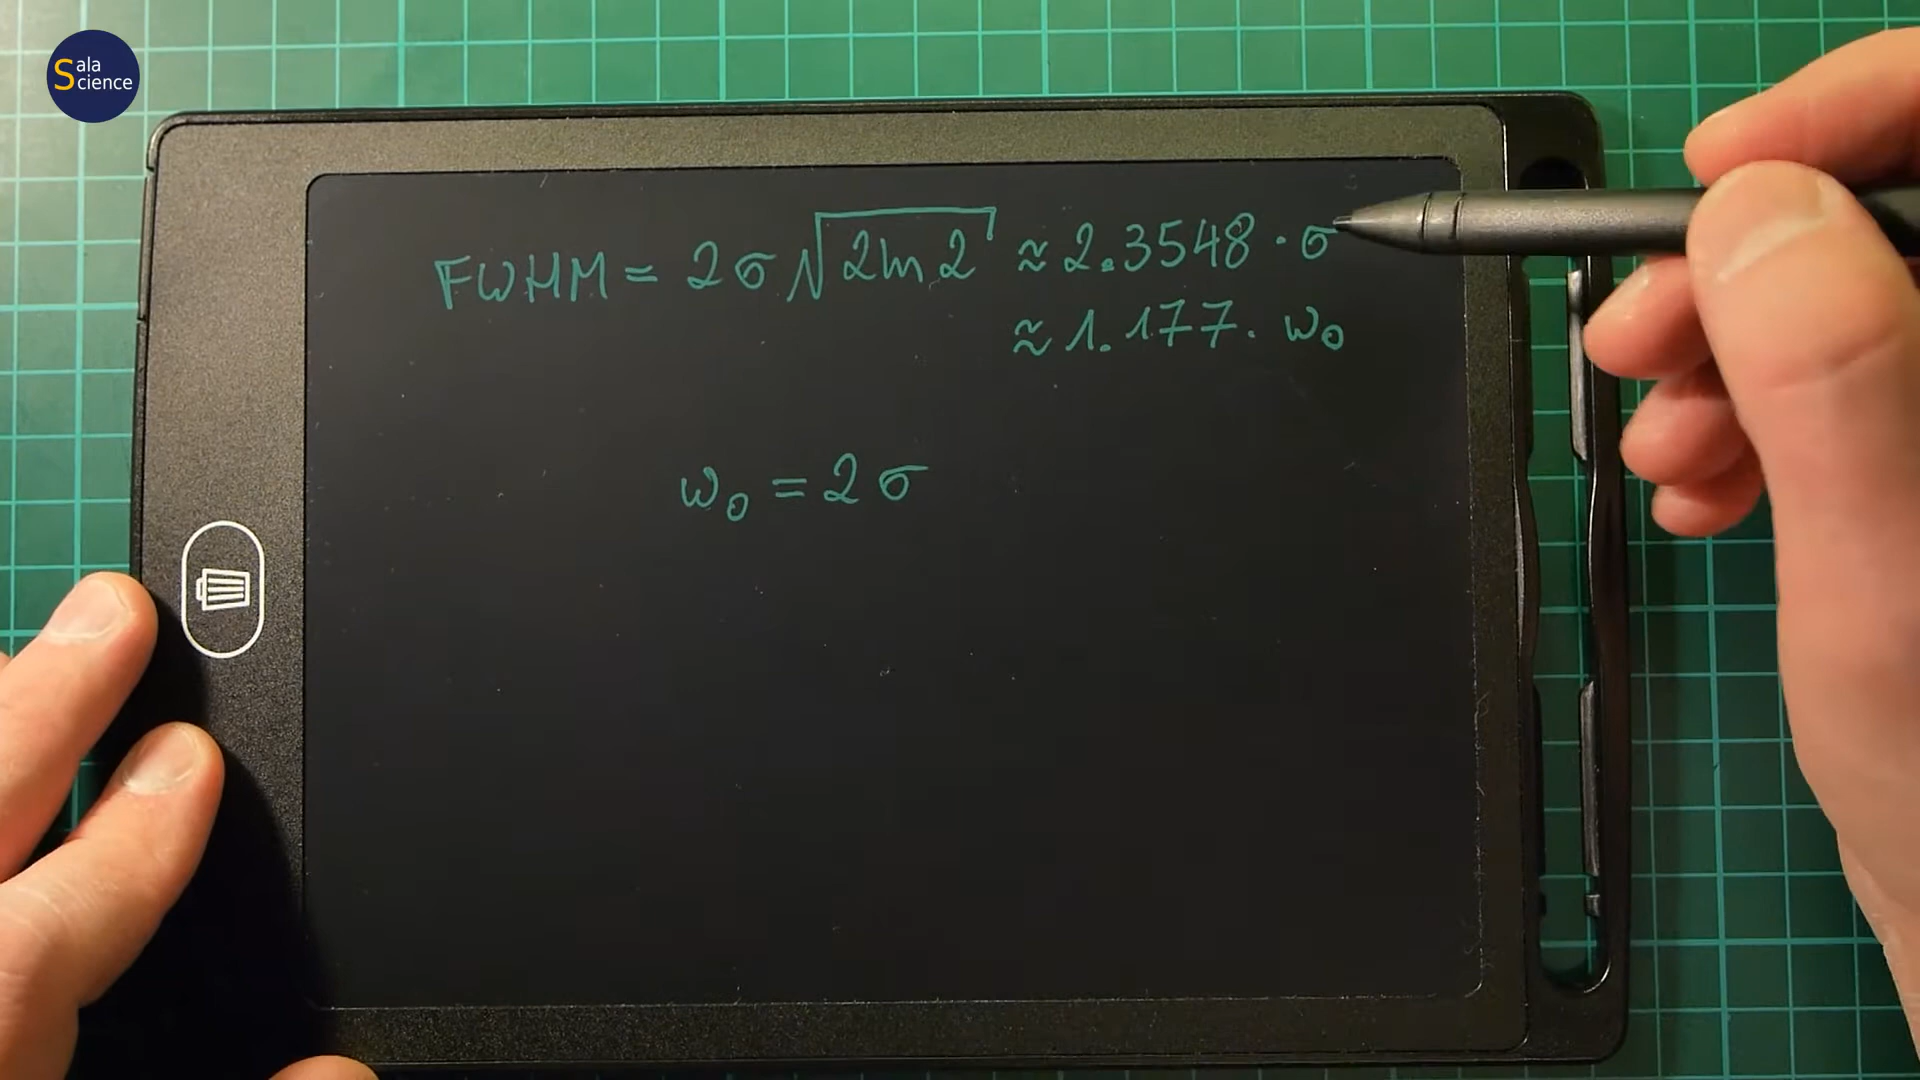 Sala
Science
FWHM = 2σ√2ln2 ≈ 2.3548 · σ
≈ 1.177 · w₀
w₀ = 2σ